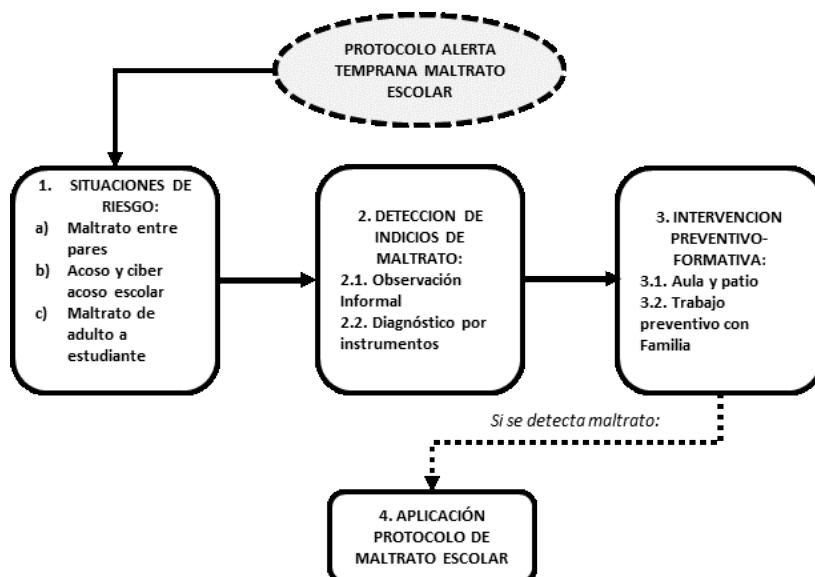 PROTOCOLO ALERTA
TEMPRANA MALTRATO
ESCOLAR
1. SITUACIONES DE
RIESGO:
a) Maltrato entre
pares
b) Acoso y ciber
acoso escolar
c) Maltrato de
adulto a
estudiante
2. DETECCION DE
INDICIOS DE
MALTRATO:
2.1. Observación
Informal
2.2. Diagnóstico por
instrumentos
3. INTERVENCION
PREVENTIVO-
FORMATIVA:
3.1. Aula y patio
3.2. Trabajo
preventivo con
Familia
Si se detecta maltrato:
4. APLICACIÓN
PROTOCOLO DE
MALTRATO ESCOLAR